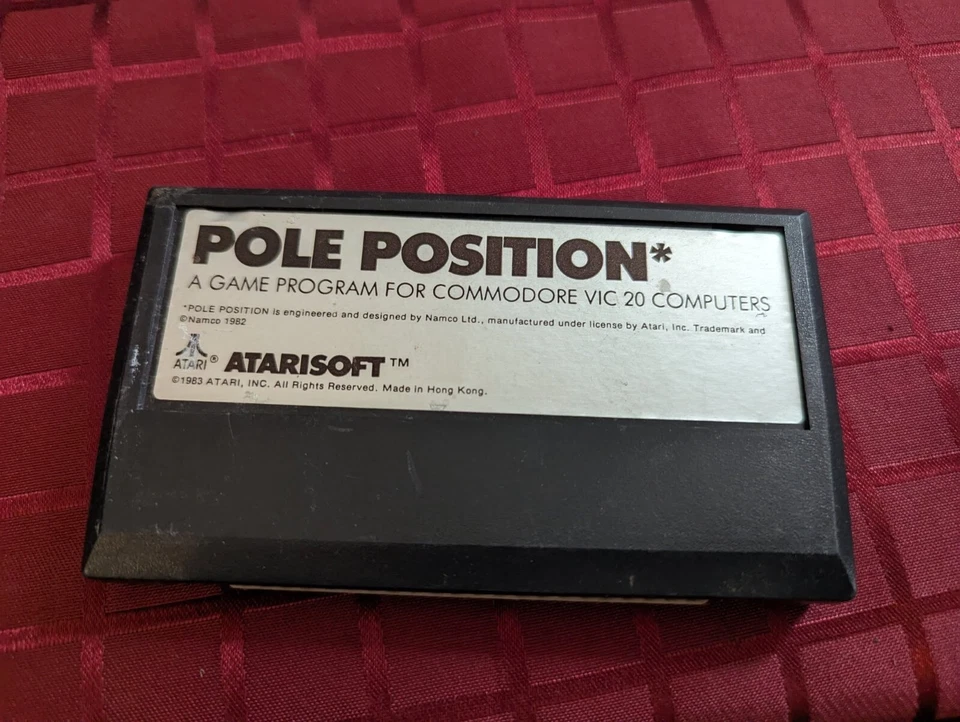 POLE POSITION*
A GAME PROGRAM FOR COMMODORE VIC 20 COMPUTERS
*POLE POSITION is engineered and designed by Namco Ltd., manufactured under license by Atari, Inc. Trademark and
©Namco 1982
ATARI® ATARISOFT™
©1983 ATARI, INC. All Rights Reserved. Made in Hong Kong.